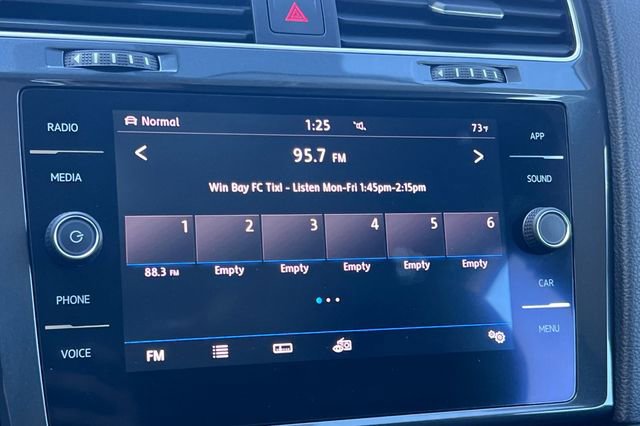 RADIO
MEDIA
PHONE
VOICE
Normal
1:25
73°F
95.7 FM
Win Bay FC Tix! - Listen Mon-Fri 1:45pm-2:15pm
1 2 3 4 5 6
88.3 FM Empty Empty Empty Empty Empty
FM
APP
SOUND
CAR
MENU